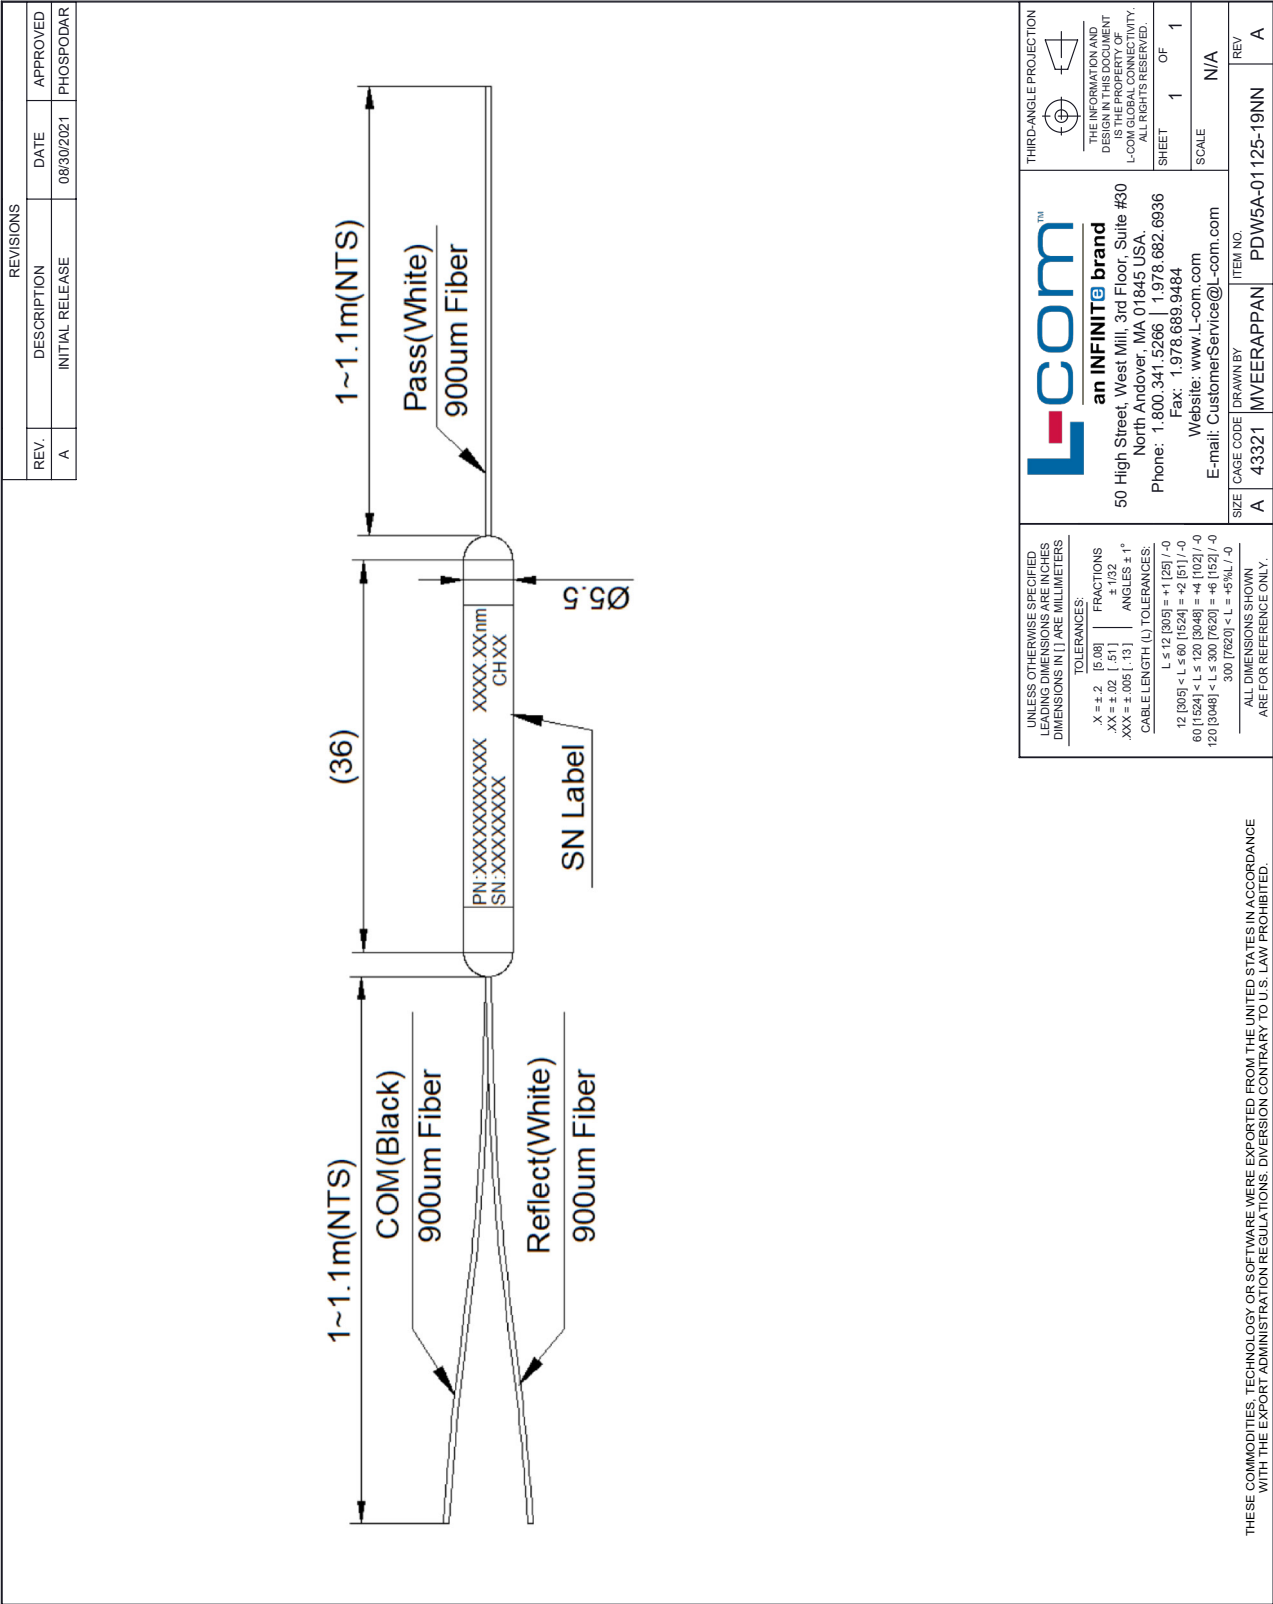 REVISIONS
REV. DESCRIPTION DATE APPROVED
A INITIAL RELEASE 08/30/2021 PHOSPODAR
1~1.1m(NTS)
(36)
1~1.1m(NTS)
COM(Black)
900um Fiber
Pass(White)
900um Fiber
PN:XXXXXXXXXX XXXX.XXnm
SN:XXXXXXXX CHXX
Reflect(White)
900um Fiber
SN Label
Ø5.5
UNLESS OTHERWISE SPECIFIED
LEADING DIMENSIONS ARE INCHES
DIMENSIONS IN [ ] ARE MILLIMETERS
TOLERANCES:
.X = ± .2 [5.08]
.XX = ± .02 [ .51 ]
.XXX = ± .005 [ .13 ]
FRACTIONS
± 1/32
ANGLES ± 1°
CABLE LENGTH (L) TOLERANCES:
L ≤ 12 [305] = +1 [25] / -0
12 [305] < L ≤ 60 [1524] = +2 [51] / -0
60 [1524] < L ≤ 120 [3048] = +4 [102] / -0
120 [3048] < L ≤ 300 [7620] = +6 [152] / -0
300 [7620] < L = +5%L / -0
ALL DIMENSIONS SHOWN
ARE FOR REFERENCE ONLY.
L-com™
an INFINITe brand
50 High Street, West Mill, 3rd Floor, Suite #30
North Andover, MA 01845 USA.
Phone: 1.800.341.5266 | 1.978.682.6936
Fax: 1.978.689.9484
Website: www.L-com.com
E-mail: CustomerService@L-com.com
THIRD-ANGLE PROJECTION
THE INFORMATION AND
DESIGN IN THIS DOCUMENT
IS THE PROPERTY OF
L-COM GLOBAL CONNECTIVITY.
ALL RIGHTS RESERVED.
SHEET 1 OF 1
SCALE N/A
SIZE CAGE CODE DRAWN BY ITEM NO. REV
A 43321 MVEERAPPAN PDW5A-01125-19NN A
THESE COMMODITIES, TECHNOLOGY OR SOFTWARE WERE EXPORTED FROM THE UNITED STATES IN ACCORDANCE
WITH THE EXPORT ADMINISTRATION REGULATIONS. DIVERSION CONTRARY TO U.S. LAW PROHIBITED.